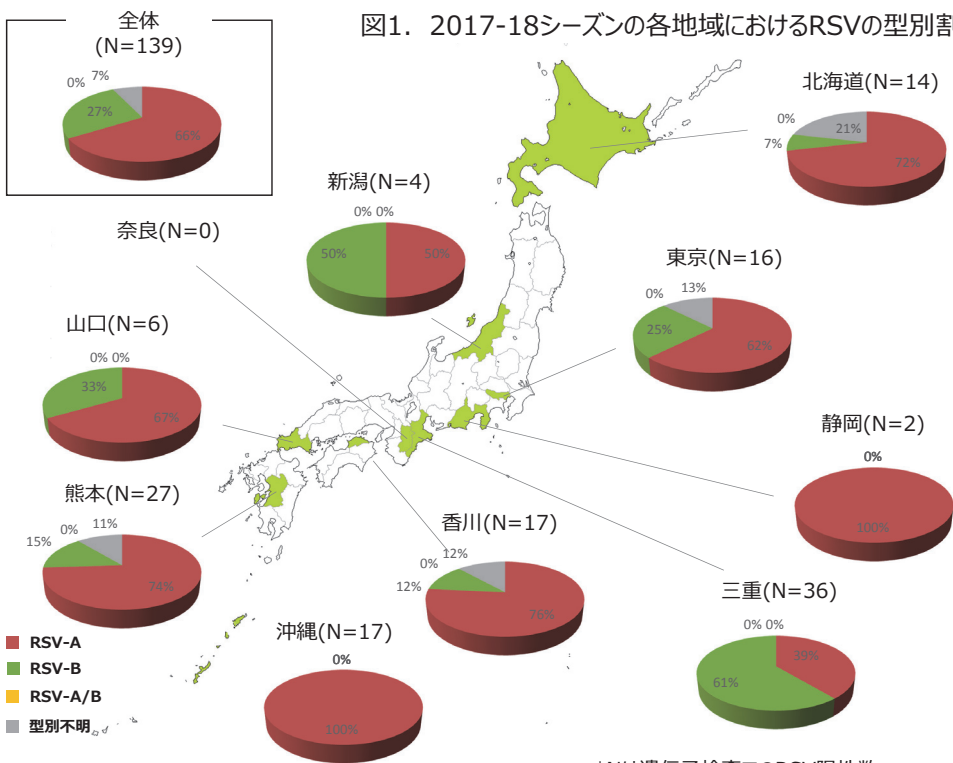 図1. 2017-18シーズンの各地域におけるRSVの型別割
全体
(N=139)
0%
7%
27%
66%
北海道(N=14)
0%
21%
7%
72%
新潟(N=4)
0% 0%
50%
50%
奈良(N=0)
東京(N=16)
0%
13%
25%
62%
山口(N=6)
0% 0%
33%
67%
静岡(N=2)
0%
100%
熊本(N=27)
15%
0%
11%
74%
香川(N=17)
12%
0%
12%
76%
三重(N=36)
0% 0%
39%
61%
沖縄(N=17)
0%
100%
RSV-A
RSV-B
RSV-A/B
型別不明